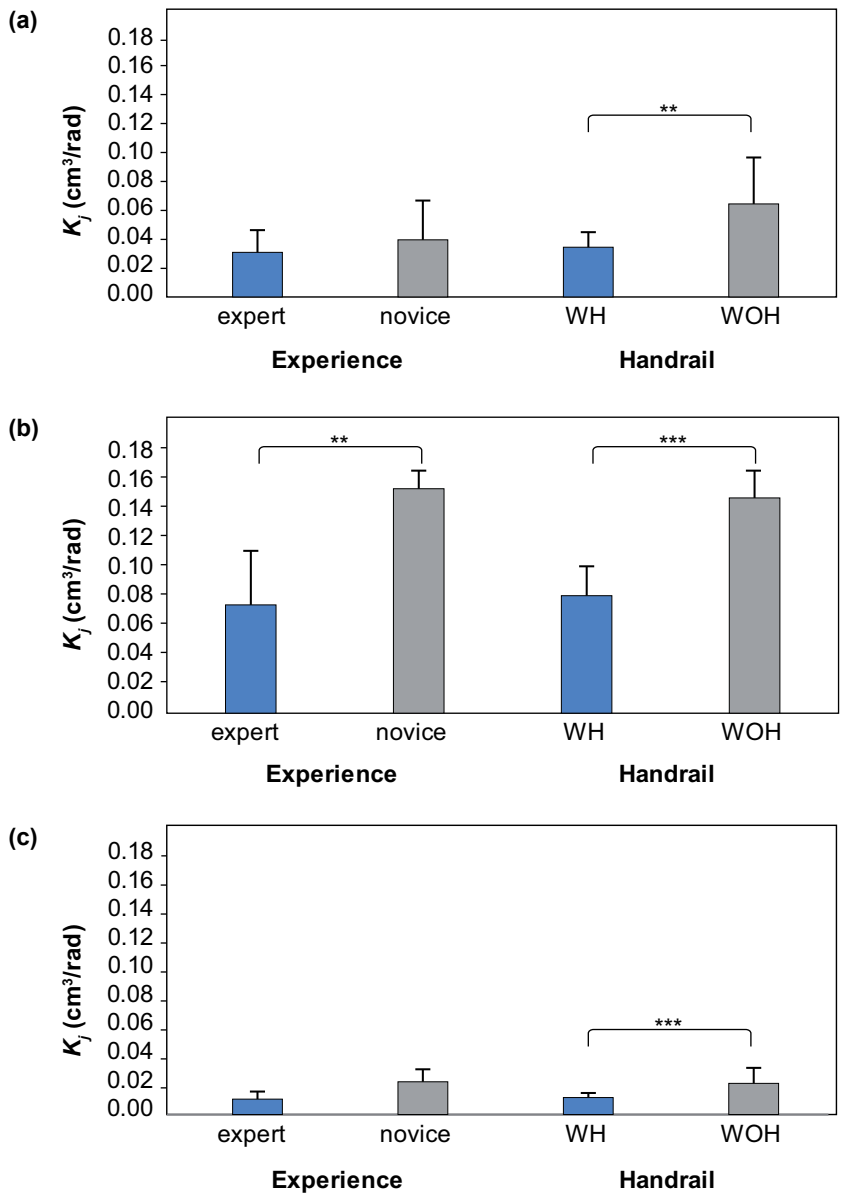 (a)
K_j (cm³/rad)
0.18
0.16
0.14
0.12
0.10
0.08
0.06
0.04
0.02
0.00
**
expert novice WH WOH
Experience Handrail
(b)
K_j (cm³/rad)
0.18
0.16
0.14
0.12
0.10
0.08
0.06
0.04
0.02
0.00
** ***
expert novice WH WOH
Experience Handrail
(c)
K_j (cm³/rad)
0.18
0.16
0.14
0.12
0.10
0.08
0.06
0.04
0.02
0.00
***
expert novice WH WOH
Experience Handrail